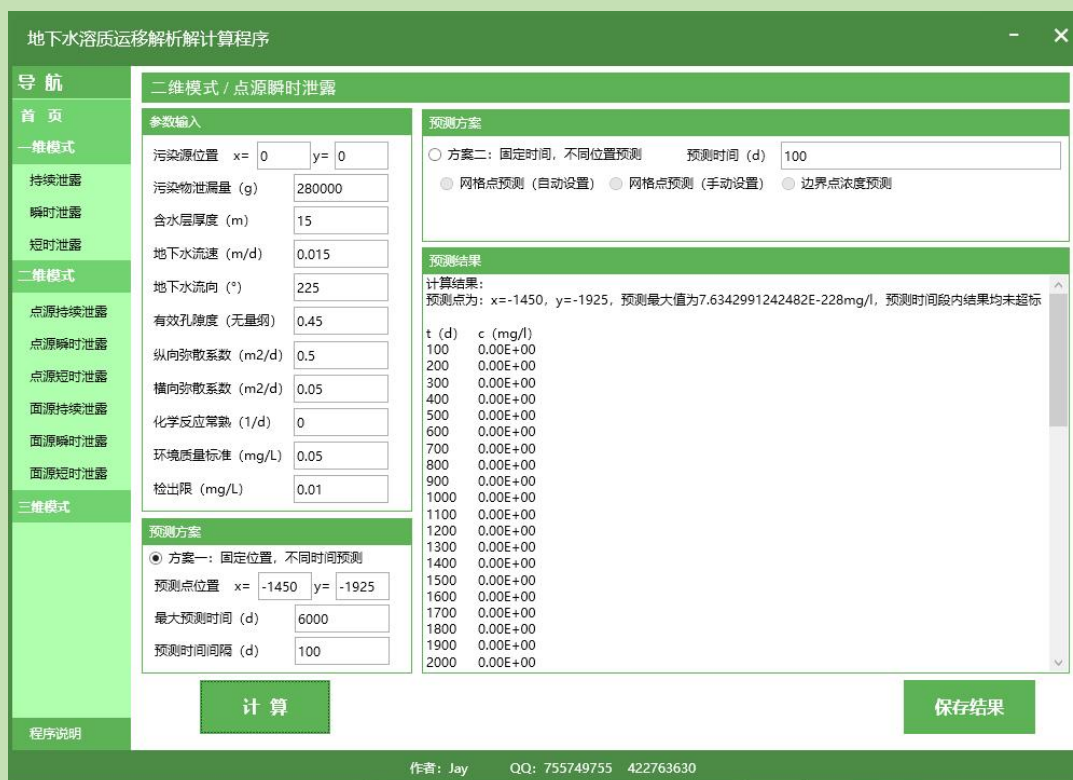 地下水溶质运移解析解计算程序
导 航
首 页
一维模式
持续泄露
瞬时泄露
短时泄露
二维模式
点源持续泄露
点源瞬时泄露
点源短时泄露
面源持续泄露
面源瞬时泄露
面源短时泄露
三维模式
程序说明
二维模式 / 点源瞬时泄露
参数输入
污染源位置 x= 0 y= 0
污染物泄漏量 (g) 280000
含水层厚度 (m) 15
地下水流速 (m/d) 0.015
地下水流向 (°) 225
有效孔隙度 (无量纲) 0.45
纵向弥散系数 (m2/d) 0.5
横向弥散系数 (m2/d) 0.05
化学反应常熟 (1/d) 0
环境质量标准 (mg/L) 0.05
检出限 (mg/L) 0.01
预测方案
方案一: 固定位置, 不同时间预测
预测点位置 x= -1450 y= -1925
最大预测时间 (d) 6000
预测时间间隔 (d) 100
计 算
预测方案
方案二: 固定时间, 不同位置预测 预测时间 (d) 100
网格点预测 (自动设置) 网格点预测 (手动设置) 边界点浓度预测
预测结果
计算结果:
预测点为: x=-1450, y=-1925, 预测最大值为7.6342991242482E-228mg/l, 预测时间段内结果均未超标
t (d) c (mg/l)
100 0.00E+00
200 0.00E+00
300 0.00E+00
400 0.00E+00
500 0.00E+00
600 0.00E+00
700 0.00E+00
800 0.00E+00
900 0.00E+00
1000 0.00E+00
1100 0.00E+00
1200 0.00E+00
1300 0.00E+00
1400 0.00E+00
1500 0.00E+00
1600 0.00E+00
1700 0.00E+00
1800 0.00E+00
1900 0.00E+00
2000 0.00E+00
保存结果
作者: Jay QQ: 755749755 422763630